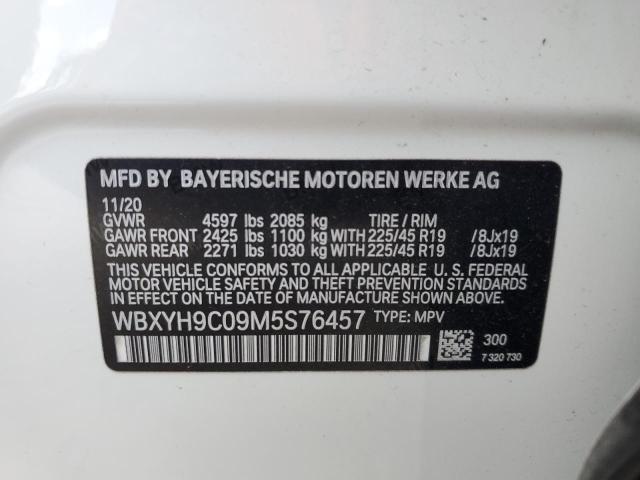 MFD BY BAYERISCHE MOTOREN WERKE AG
11/20
GVWR 4597 lbs 2085 kg TIRE / RIM
GAWR FRONT 2425 lbs 1100 kg WITH 225/45 R19 /8Jx19
GAWR REAR 2271 lbs 1030 kg WITH 225/45 R19 /8Jx19
THIS VEHICLE CONFORMS TO ALL APPLICABLE U. S. FEDERAL
MOTOR VEHICLE SAFETY AND THEFT PREVENTION
STANDARDS IN EFFECT ON THE DATE OF MANUFACTURE SHOWN ABOVE.
WBXYH9C09M5S76457 TYPE: MPV
300
7 320 730